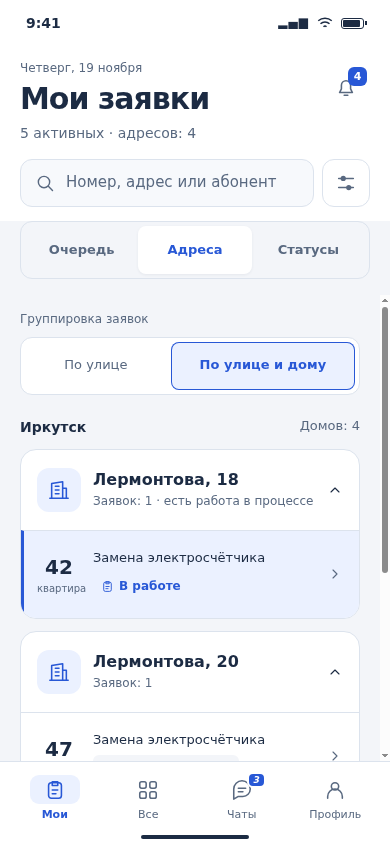 9:41
Четверг, 19 ноября
4
Мои заявки
5 активных · адресов: 4
Номер, адрес или абонент
Очередь
Адреса
Статусы
Группировка заявок
По улице
По улице и дому
Иркутск
Домов: 4
Лермонтова, 18
Заявок: 1 · есть работа в процессе
42
квартира
Замена электросчётчика
В работе
Лермонтова, 20
Заявок: 1
47
Замена электросчётчика
3
Мои
Все
Чаты
Профиль